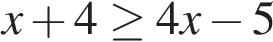 x + 4 ≥ 4x − 5